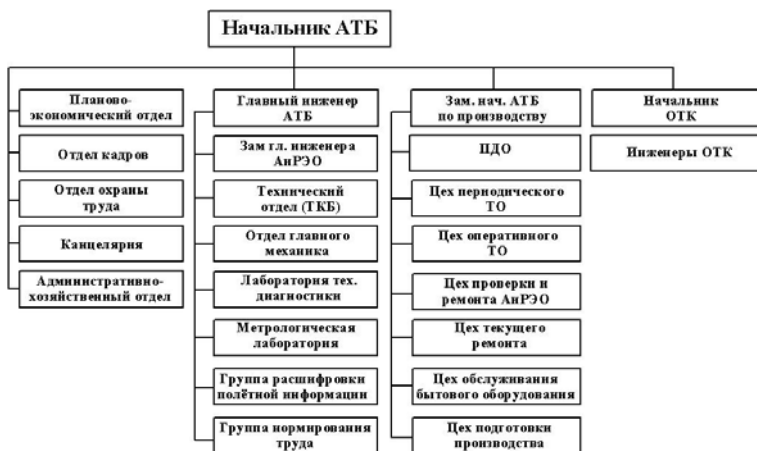 Начальник АТБ
Планово-
экономический отдел
Отдел кадров
Отдел охраны
труда
Канцелярия
Административно-
хозяйственный отдел
Главный инженер
АТБ
Зам гл. инженера
АиРЭО
Технический
отдел (ТКБ)
Отдел главного
механика
Лаборатория тех.
диагностики
Метрологическая
лаборатория
Группа расшифровки
полётной информации
Группа нормирования
труда
Зам. нач. АТБ
по производству
ПДО
Цех периодического
ТО
Цех оперативного
ТО
Цех проверки и
ремонта АиРЭО
Цех текущего
ремонта
Цех обслуживания
бытового оборудования
Цех подготовки
производства
Начальник
ОТК
Инженеры ОТК